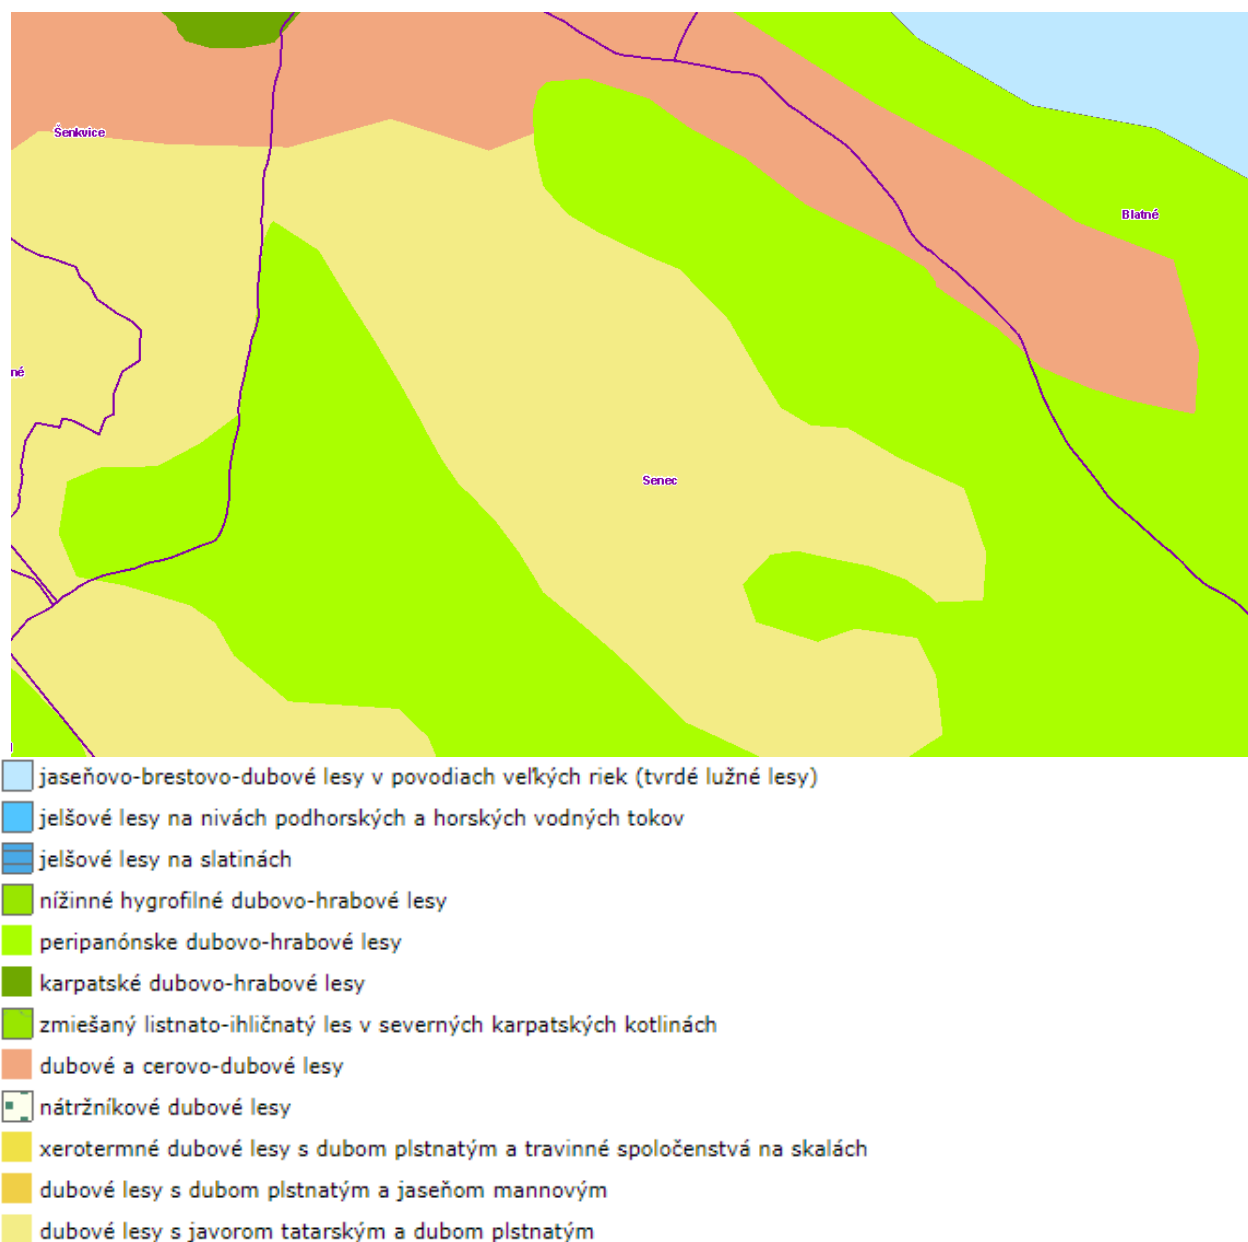 Šenkvice
Blatné
né
Senec
jaseňovo-brestovo-dubové lesy v povodiach veľkých riek (tvrdé lužné lesy)
jelšové lesy na nivách podhorských a horských vodných tokov
jelšové lesy na slatinách
nížinné hygrofilné dubovo-hrabové lesy
peripanónske dubovo-hrabové lesy
karpatské dubovo-hrabové lesy
zmiešaný listnato-ihličnatý les v severných karpatských kotlinách
dubové a cerovo-dubové lesy
nátržníkové dubové lesy
xerotermné dubové lesy s dubom plstnatým a travinné spoločenstvá na skalách
dubové lesy s dubom plstnatým a jaseňom mannovým
dubové lesy s javorom tatarským a dubom plstnatým